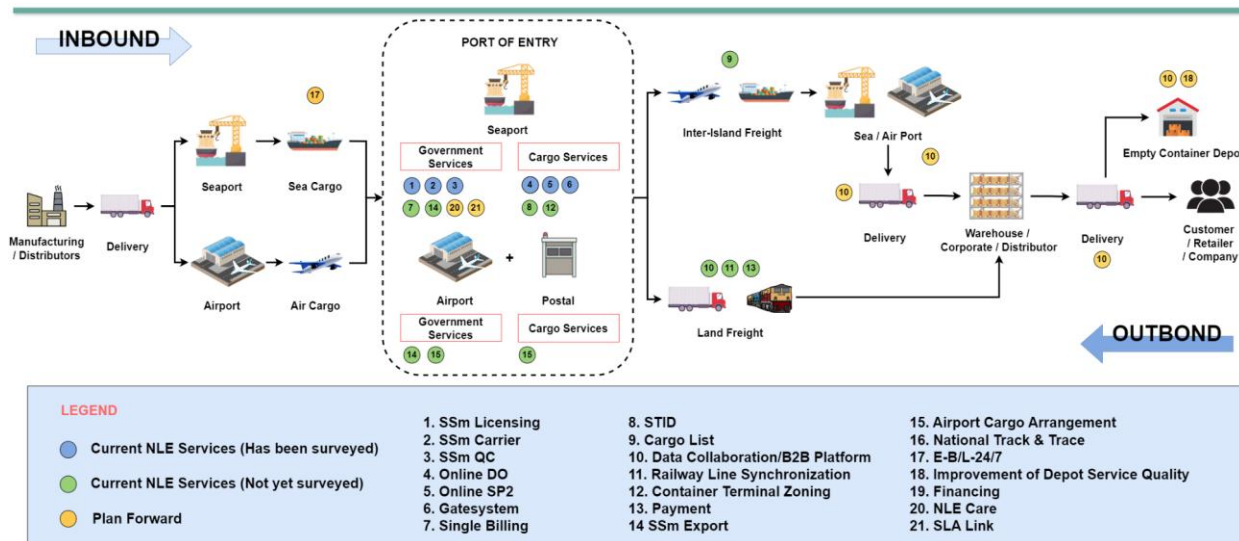 INBOUND
PORT OF ENTRY
Seaport
Government
Services
Cargo Services
1 2 3
4 5 6
7 14 20 21
8 12
Airport
+
Postal
Government
Services
Cargo Services
14 15
15
Manufacturing
/ Distributors
Delivery
17
Seaport
Sea Cargo
Airport
Air Cargo
9
Inter-Island Freight
Sea / Air Port
10
10
Delivery
10 11 13
Land Freight
Warehouse /
Corporate / Distributor
Delivery
10
10 18
Empty Container Depo
Customer
/ Retailer
/ Company
OUTBOND
LEGEND
Current NLE Services (Has been surveyed)
Current NLE Services (Not yet surveyed)
Plan Forward
1. SSm Licensing
2. SSm Carrier
3. SSm QC
4. Online DO
5. Online SP2
6. Gatesystem
7. Single Billing
8. STID
9. Cargo List
10. Data Collaboration/B2B Platform
11. Railway Line Synchronization
12. Container Terminal Zoning
13. Payment
14 SSm Export
15. Airport Cargo Arrangement
16. National Track & Trace
17. E-B/L-24/7
18. Improvement of Depot Service Quality
19. Financing
20. NLE Care
21. SLA Link